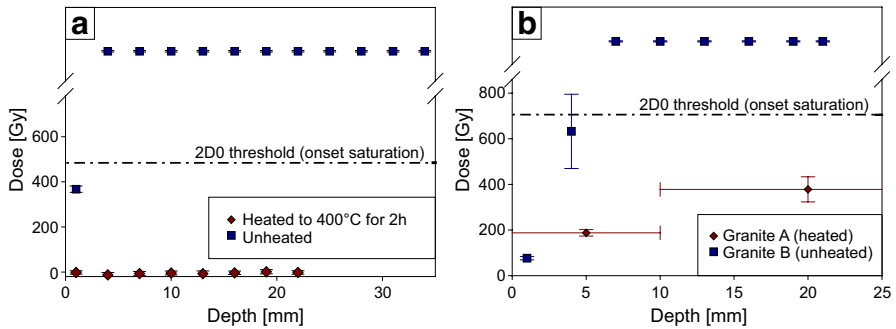 a
Dose [Gy]
600
400
200
0
2D0 threshold (onset saturation)
Heated to 400°C for 2h
Unheated
0 10 20 30
Depth [mm]
b
Dose [Gy]
800
600
400
200
0
2D0 threshold (onset saturation)
Granite A (heated)
Granite B (unheated)
0 5 10 15 20 25
Depth [mm]